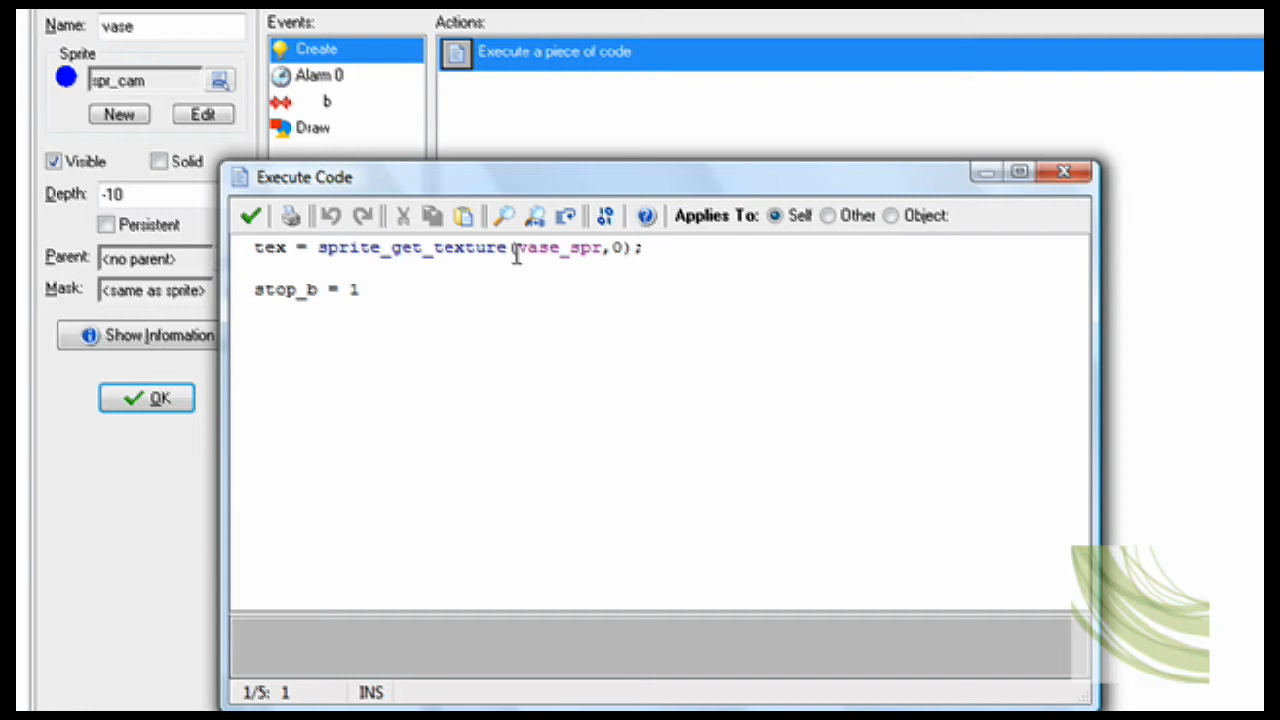 Name: vase
Sprite
spr_cam
New Edit
Visible Solid
Depth: -10
Persistent
Parent: <no parent>
Mask: <same as sprite>
Show Information
OK
Events:
Create
Alarm 0
b
Draw
Actions:
Execute a piece of code
Execute Code
Applies To: Self Other Object:
tex = sprite_get_texture(vase_spr,0);
stop_b = 1
1/5: 1 INS